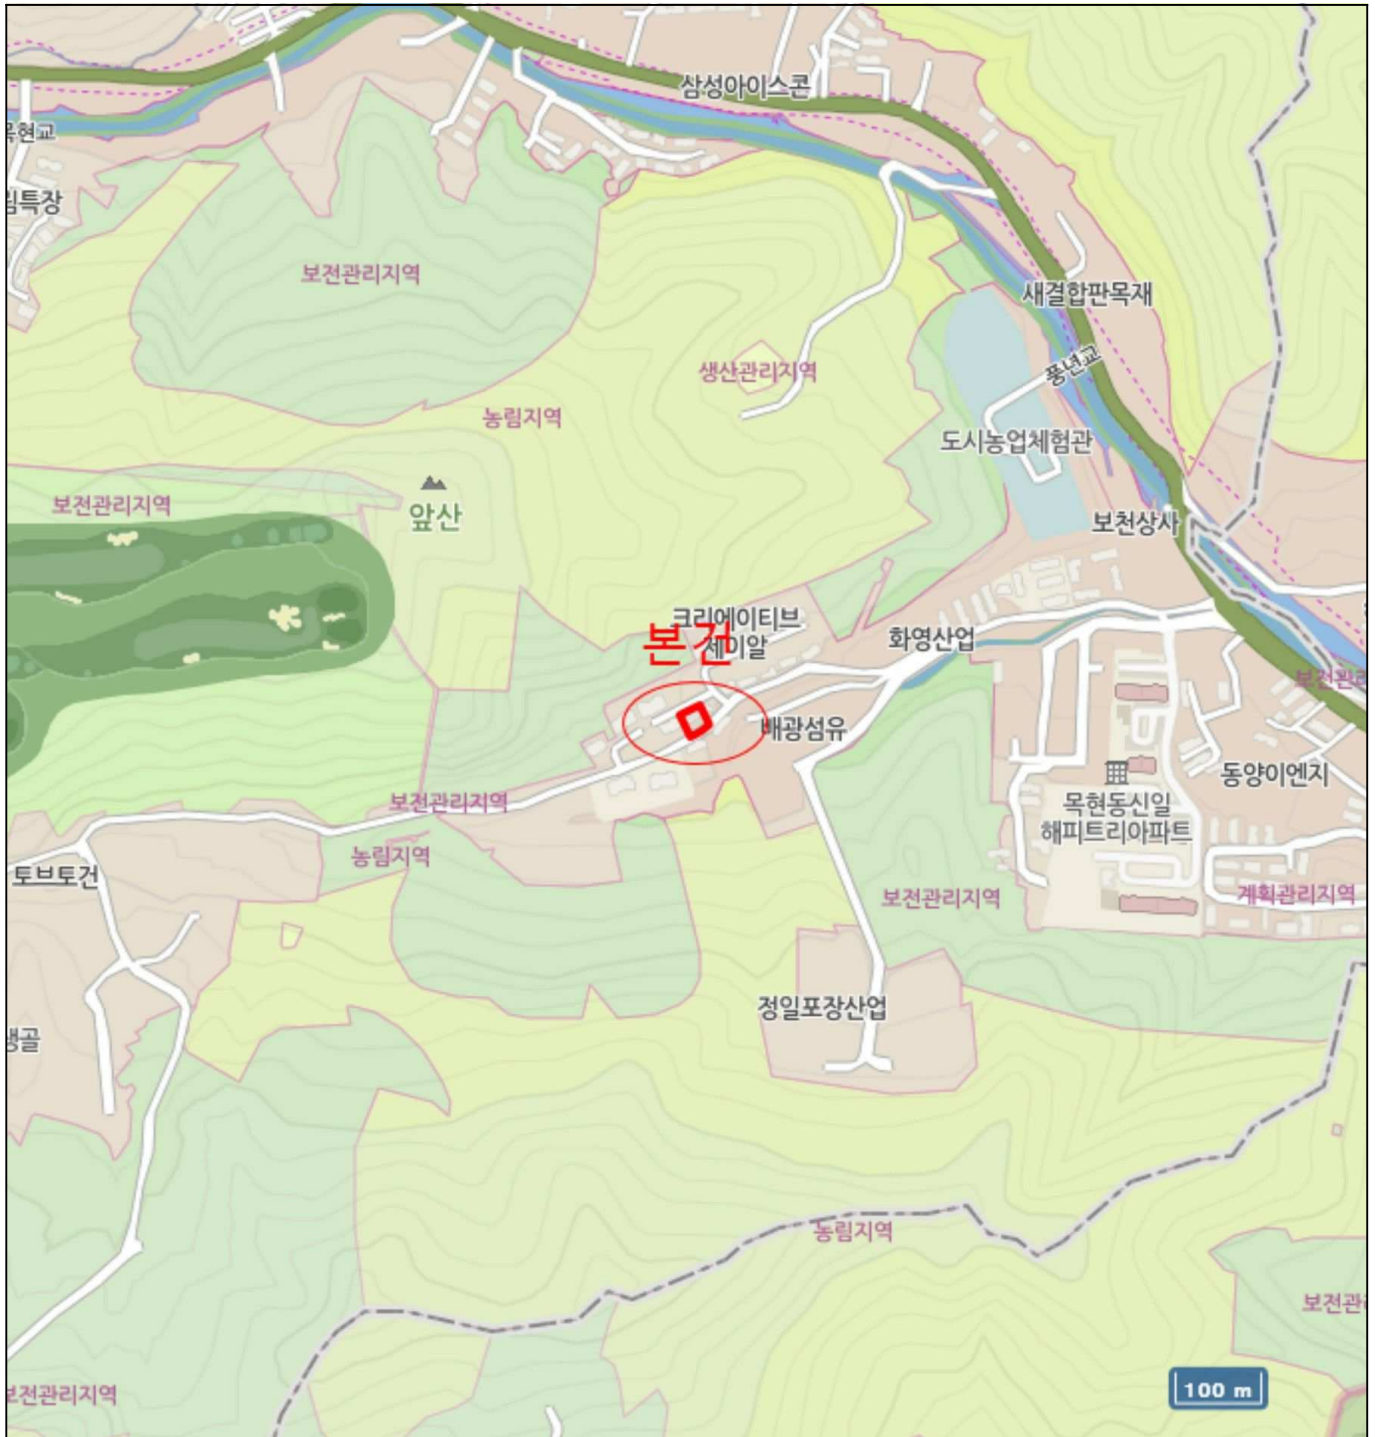 삼성아이스콘
목현교
림특장
보전관리지역
새결합판목재
풍년교
생산관리지역
농림지역
도시농업체험관
보전관리지역
앞산
보천상사
크리에이티브
제이알
본건
화영산업
보전관리
배광섬유
동양이엔지
목현동신일
해피트리아파트
보전관리지역
농림지역
토브토건
보전관리지역
계획관리지역
정일포장산업
생골
농림지역
보전관리
보전관리지역
100 m